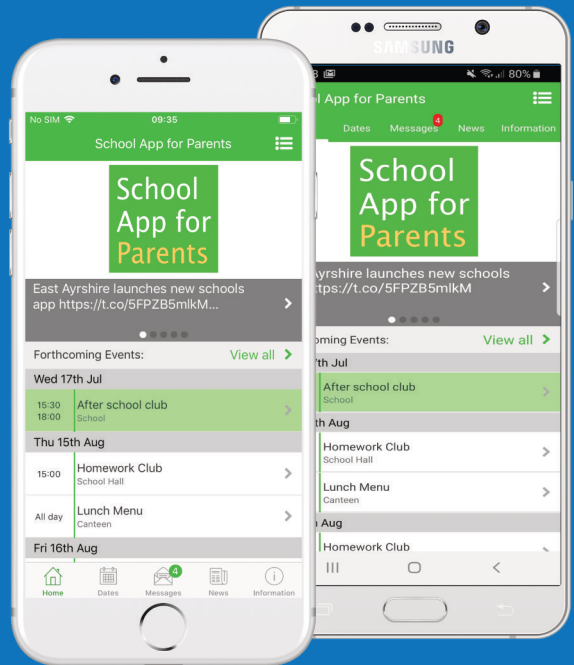 No SIM
09:35
School App for Parents
School
App for
Parents
East Ayrshire launches new schools
app https://t.co/5FPZB5mlkM...
Forthcoming Events:
View all
Wed 17th Jul
15:30
18:00
After school club
School
Thu 15th Aug
15:00
Homework Club
School Hall
All day
Lunch Menu
Canteen
Fri 16th Aug
Home
Dates
4
Messages
News
Information
SAMSUNG
80%
App for Parents
Dates
Messages
4
News
Information
School
App for
Parents
Ayrshire launches new schools
ttps://t.co/5FPZB5mlkM
oming Events:
View all
7th Jul
After school club
School
th Aug
Homework Club
School Hall
Lunch Menu
Canteen
Aug
Homework Club